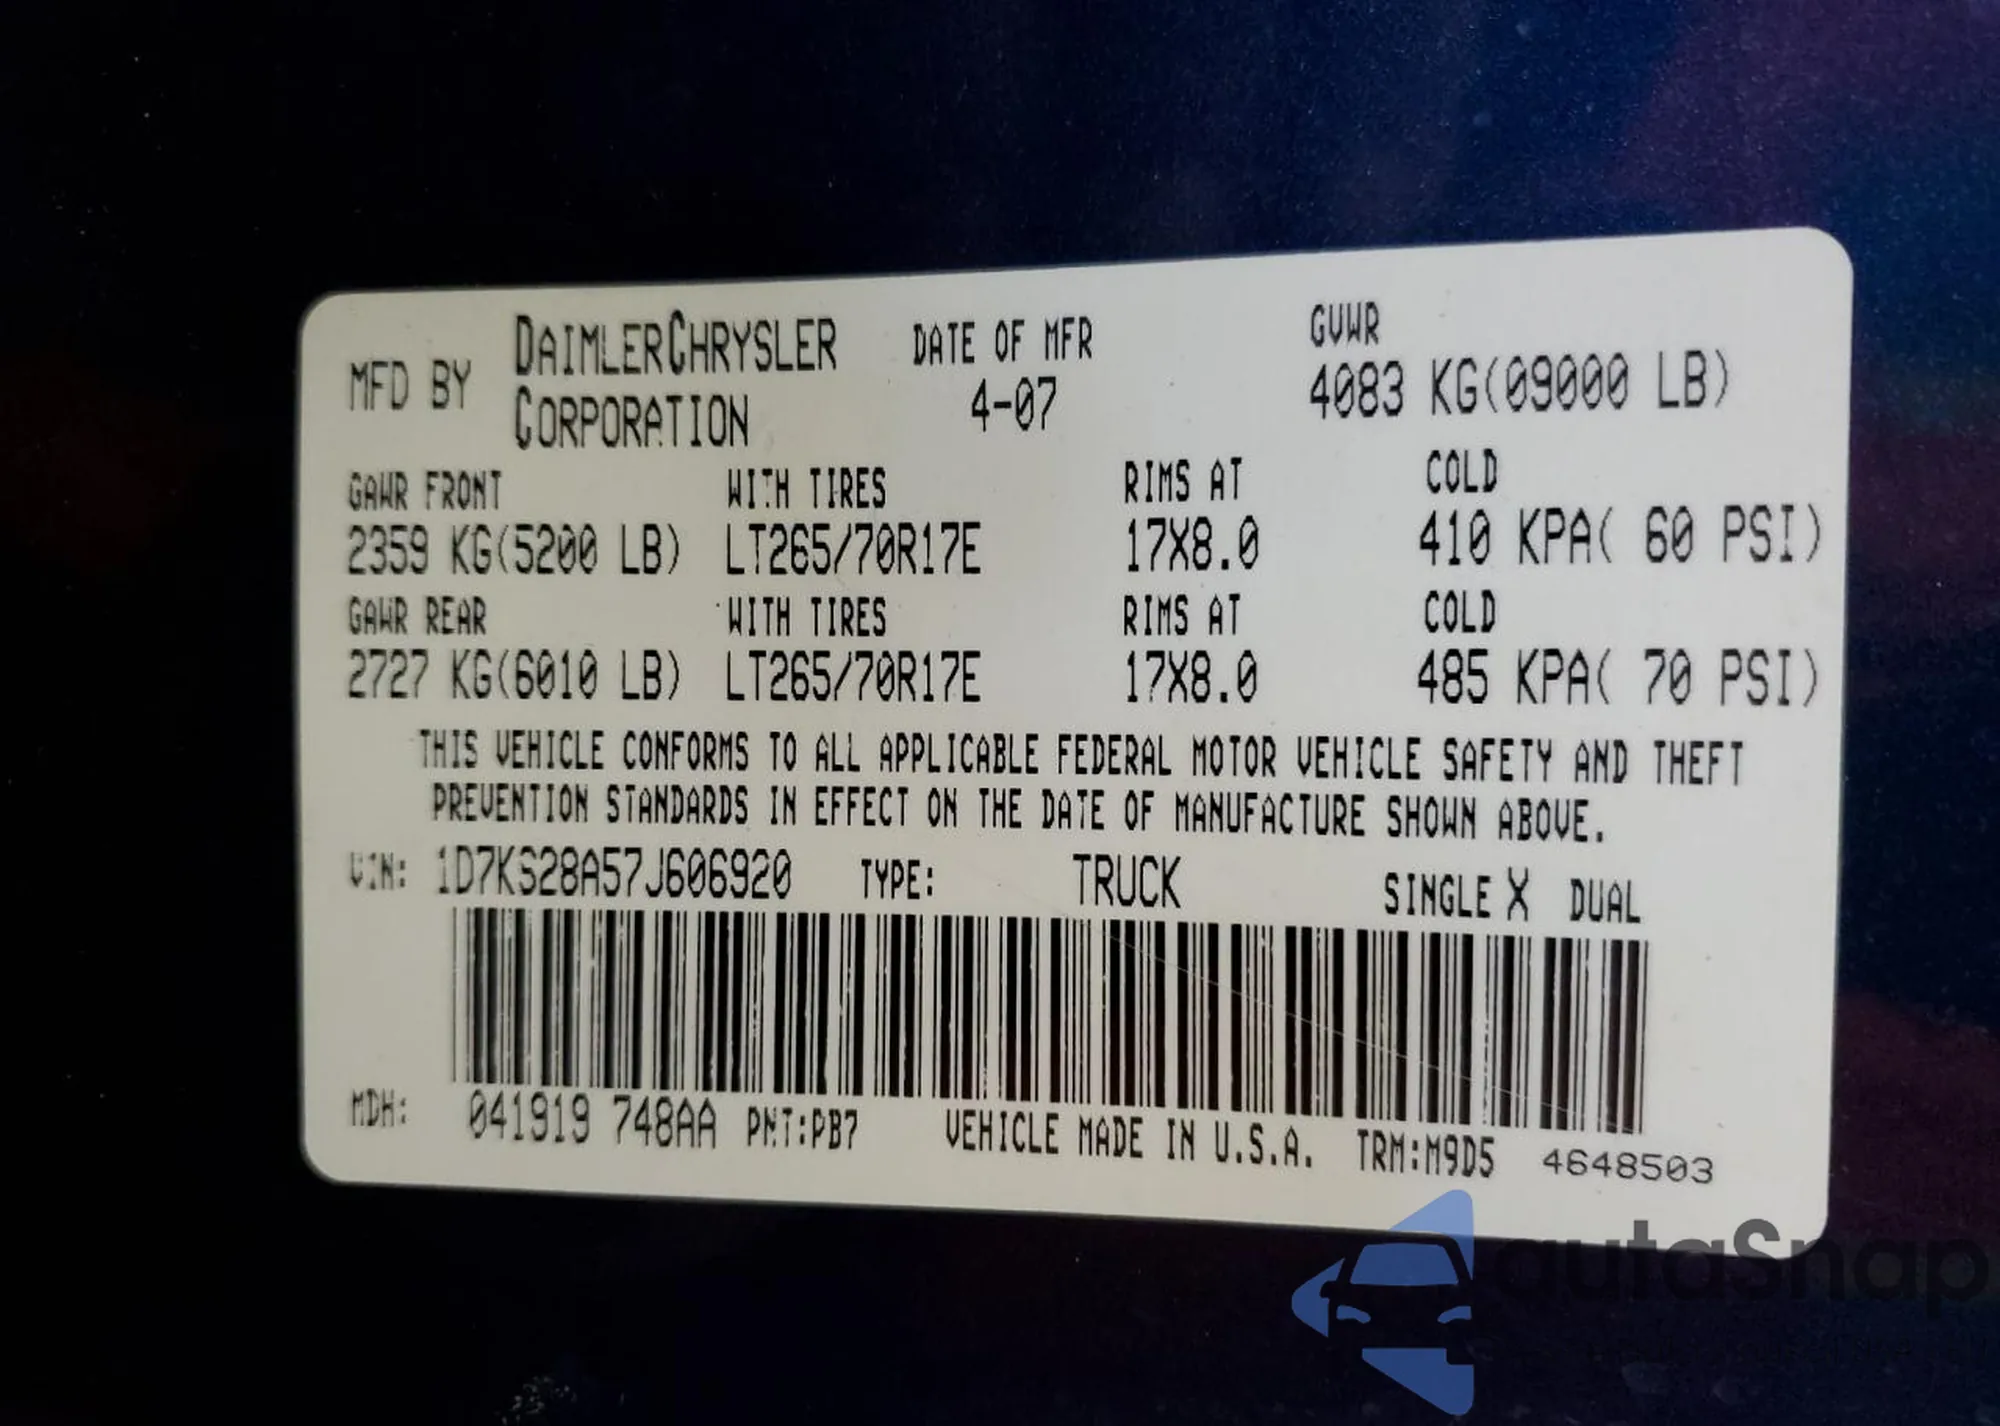 MFD BY DAIMLERCHRYSLER CORPORATION DATE OF MFR 4-07 GVWR 4083 KG(09000 LB)
GAWR FRONT WITH TIRES RIMS AT COLD
2359 KG(5200 LB) LT265/70R17E 17X8.0 410 KPA( 60 PSI)
GAWR REAR WITH TIRES RIMS AT COLD
2727 KG(6010 LB) LT265/70R17E 17X8.0 485 KPA( 70 PSI)
THIS VEHICLE CONFORMS TO ALL APPLICABLE FEDERAL MOTOR VEHICLE SAFETY AND THEFT
PREVENTION STANDARDS IN EFFECT ON THE DATE OF MANUFACTURE SHOWN ABOVE.
VIN: 1D7KS28A57J606920 TYPE: TRUCK SINGLE X DUAL
MDH: 041919 748AA PNT:PB7 VEHICLE MADE IN U.S.A. TRM:M9D5 4648503
autaSnap